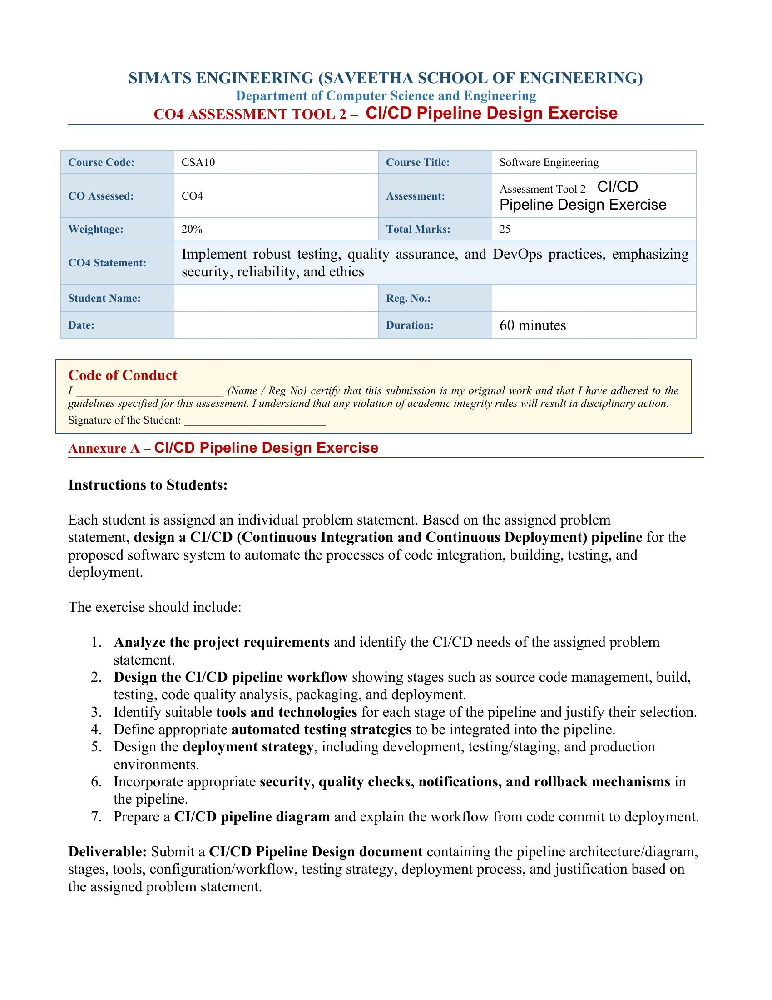 SIMATS ENGINEERING (SAVEETHA SCHOOL OF ENGINEERING)
Department of Computer Science and Engineering
CO4 ASSESSMENT TOOL 2 – CI/CD Pipeline Design Exercise
Course Code: CSA10 Course Title: Software Engineering
CO Assessed: CO4 Assessment: Assessment Tool 2 – CI/CD
Pipeline Design Exercise
Weightage: 20% Total Marks: 25
CO4 Statement: Implement robust testing, quality assurance, and DevOps practices, emphasizing
security, reliability, and ethics
Student Name: Reg. No.:
Date: Duration: 60 minutes
Code of Conduct
I __________________________ (Name / Reg No) certify that this submission is my original work and that I have adhered to the
guidelines specified for this assessment. I understand that any violation of academic integrity rules will result in disciplinary action.
Signature of the Student: _________________________
Annexure A – CI/CD Pipeline Design Exercise
Instructions to Students:
Each student is assigned an individual problem statement. Based on the assigned problem
statement, design a CI/CD (Continuous Integration and Continuous Deployment) pipeline for the
proposed software system to automate the processes of code integration, building, testing, and
deployment.
The exercise should include:
1. Analyze the project requirements and identify the CI/CD needs of the assigned problem
statement.
2. Design the CI/CD pipeline workflow showing stages such as source code management, build,
testing, code quality analysis, packaging, and deployment.
3. Identify suitable tools and technologies for each stage of the pipeline and justify their selection.
4. Define appropriate automated testing strategies to be integrated into the pipeline.
5. Design the deployment strategy, including development, testing/staging, and production
environments.
6. Incorporate appropriate security, quality checks, notifications, and rollback mechanisms in
the pipeline.
7. Prepare a CI/CD pipeline diagram and explain the workflow from code commit to deployment.
Deliverable: Submit a CI/CD Pipeline Design document containing the pipeline architecture/diagram,
stages, tools, configuration/workflow, testing strategy, deployment process, and justification based on
the assigned problem statement.